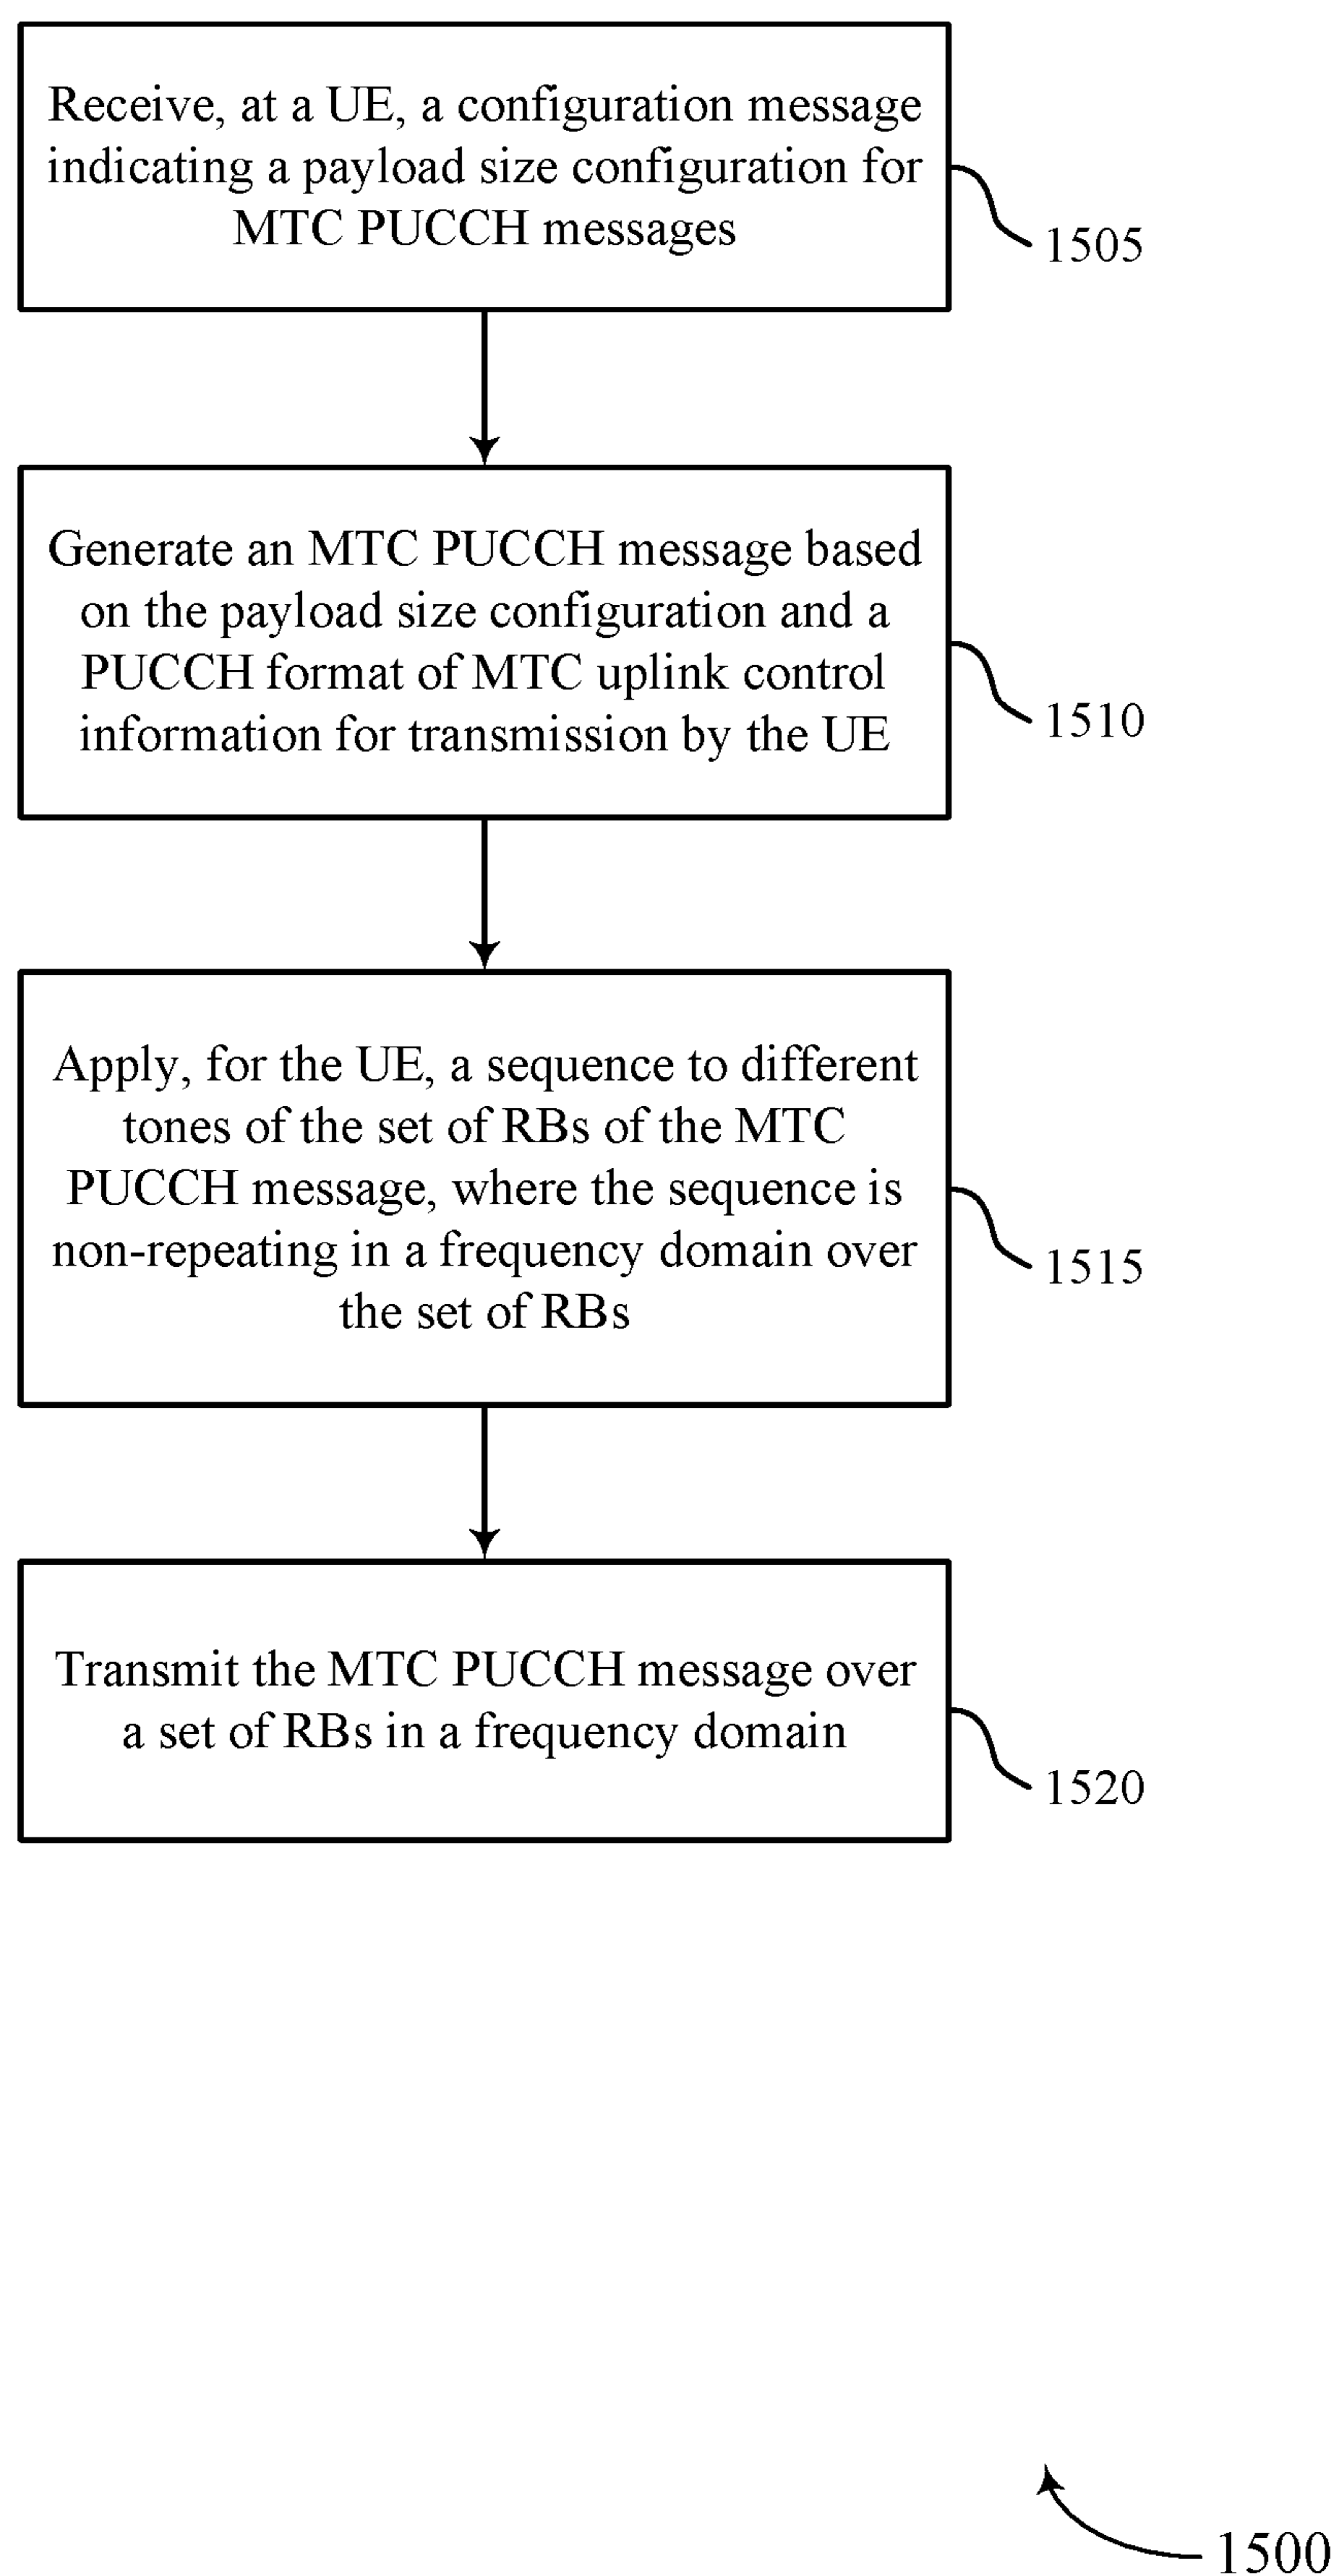 Receive, at a UE, a configuration message
indicating a payload size configuration for
MTC PUCCH messages
1505
Generate an MTC PUCCH message based
on the payload size configuration and a
PUCCH format of MTC uplink control
information for transmission by the UE
1510
Apply, for the UE, a sequence to different
tones of the set of RBs of the MTC
PUCCH message, where the sequence is
non-repeating in a frequency domain over
the set of RBs
1515
Transmit the MTC PUCCH message over
a set of RBs in a frequency domain
1520
1500